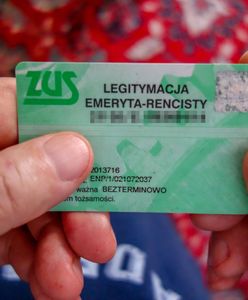 ZUS
LEGITYMACJA
EMERYTA-RENCISTY
2013716
ENP/1/021072037
ważna BEZTERMINOWO
tożsamości.